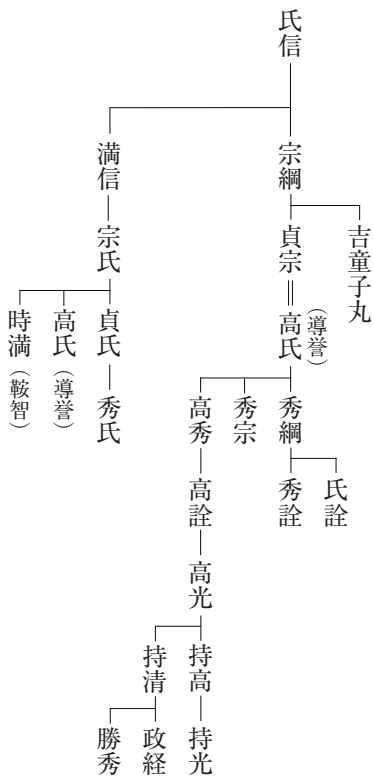 氏信
吉童子丸
宗綱
満信
貞宗
高氏
(導誉)
宗氏
貞氏
高氏(導誉)
時満(鞍智)
秀氏
秀綱
秀宗
高秀
氏詮
秀詮
高詮
高光
持高
持清
持光
政経
勝秀